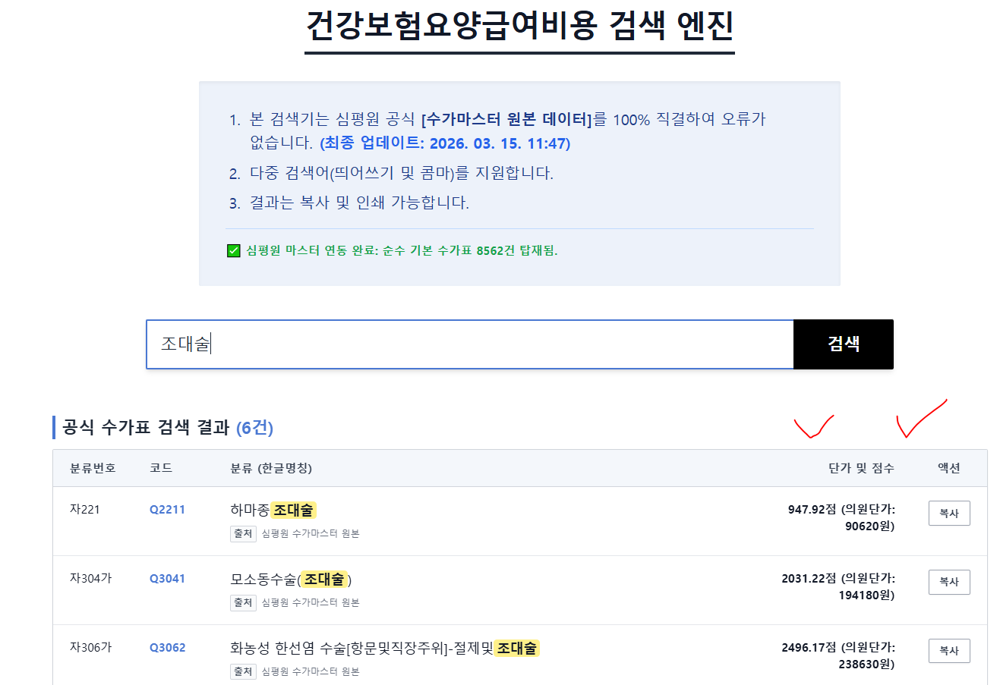 건강보험요양급여비용 검색 엔진
1. 본 검색기는 심평원 공식 [수가마스터 원본 데이터]를 100% 직결하여 오류가
없습니다. (최종 업데이트: 2026. 03. 15. 11:47)
2. 다중 검색어(띄어쓰기 및 콤마)를 지원합니다.
3. 결과는 복사 및 인쇄 가능합니다.
✅ 심평원 마스터 연동 완료: 순수 기본 수가표 8562건 탑재됨.
조대술 검색
공식 수가표 검색 결과 (6건)
분류번호 코드 분류 (한글명칭) 단가 및 점수 액션
자221 Q2211 하마종조대술 947.92점 (의원단가: 복사
90620원)
출처 심평원 수가마스터 원본
자304가 Q3041 모소동수술(조대술) 2031.22점 (의원단가: 복사
194180원)
출처 심평원 수가마스터 원본
자306가 Q3062 화농성 한선염 수술[항문및직장주위]-절제및조대술 2496.17점 (의원단가: 복사
238630원)
출처 심평원 수가마스터 원본